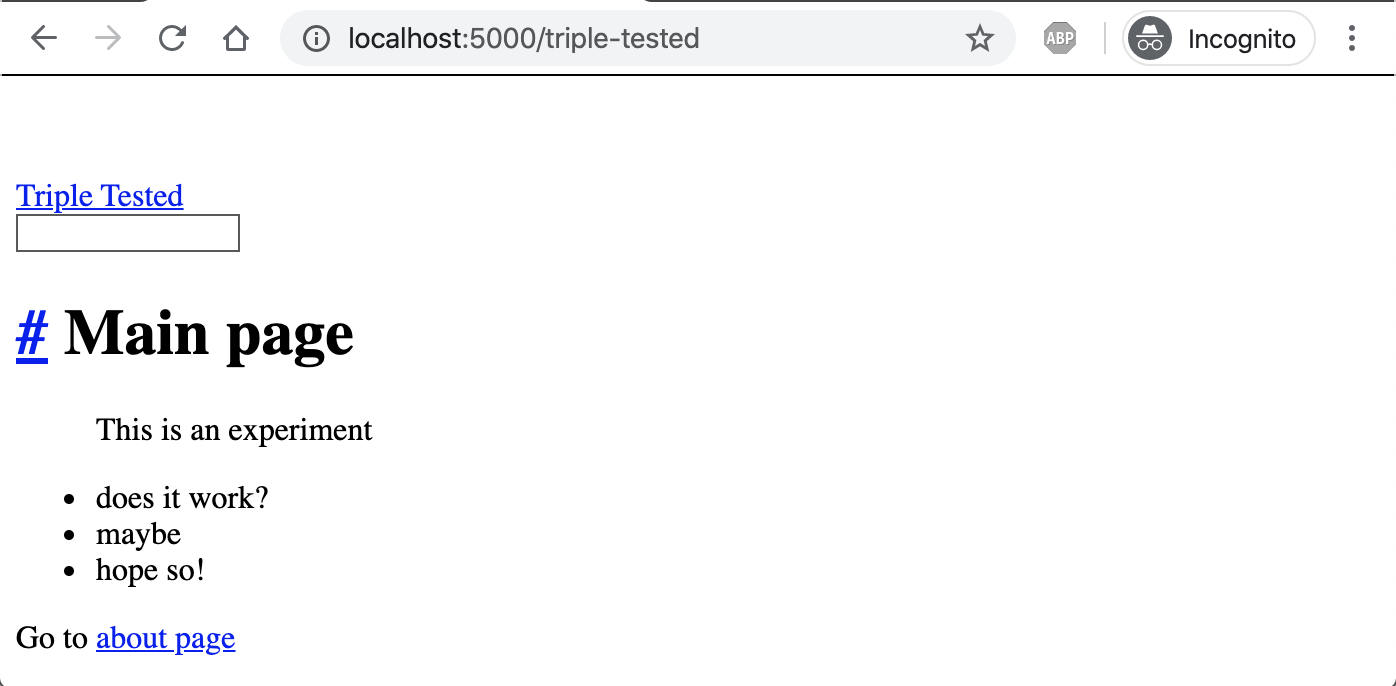 localhost:5000/triple-tested
ABP
Incognito
Triple Tested
# Main page
This is an experiment
does it work?
maybe
hope so!
Go to about page